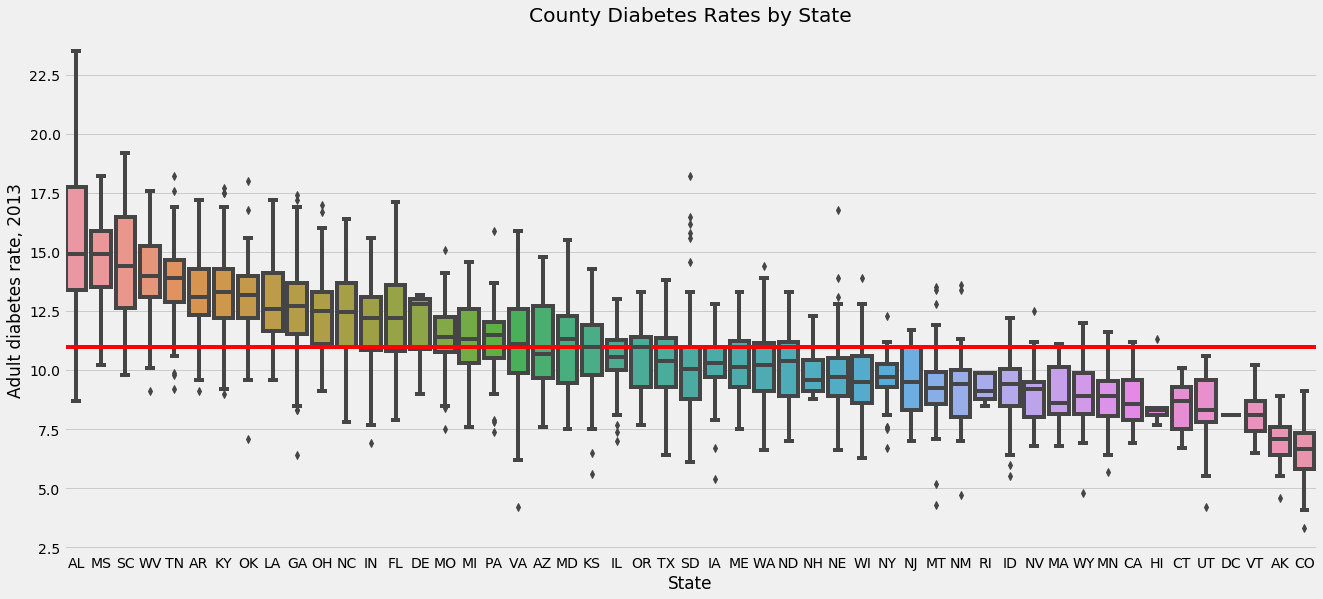 County Diabetes Rates by State
Adult diabetes rate, 2013
22.5
20.0
17.5
15.0
12.5
10.0
7.5
5.0
2.5
AL MS SC WV TN AR KY OK LA GA OH NC IN FL DE MO MI PA VA AZ MD KS IL OR TX SD IA ME WA ND NH NE WI NY NJ MT NM RI ID NV MA WY MN CA HI CT UT DC VT AK CO
State